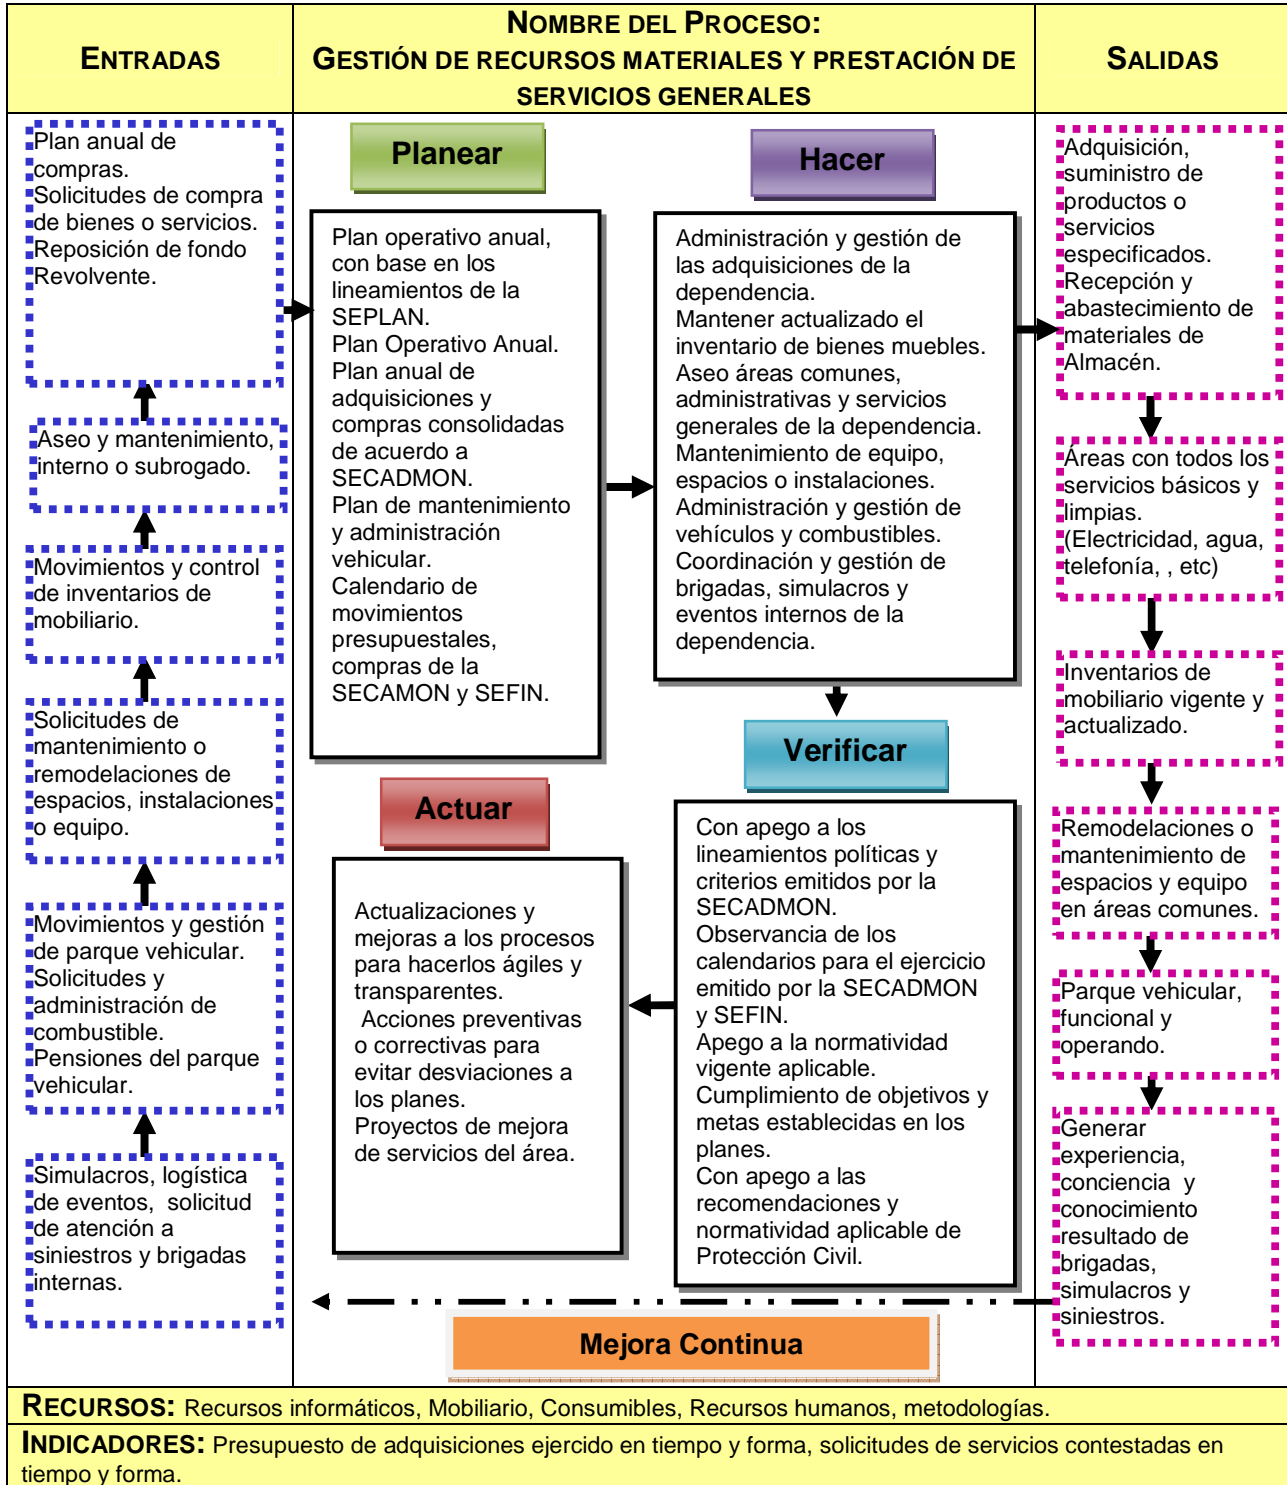 ENTRADAS
NOMBRE DEL PROCESO:
GESTIÓN DE RECURSOS MATERIALES Y PRESTACIÓN DE
SERVICIOS GENERALES
SALIDAS
Plan anual de
compras.
Solicitudes de compra
de bienes o servicios.
Reposición de fondo
Revolvente.
Aseo y mantenimiento,
interno o subrogado.
Movimientos y control
de inventarios de
mobiliario.
Solicitudes de
mantenimiento o
remodelaciones de
espacios, instalaciones
o equipo.
Movimientos y gestión
de parque vehicular.
Solicitudes y
administración de
combustible.
Pensiones del parque
vehicular.
Simulacros, logística
de eventos,  solicitud
de atención a
siniestros y brigadas
internas.
Planear
Plan operativo anual,
con base en los
lineamientos de la
SEPLAN.
Plan Operativo Anual.
Plan anual de
adquisiciones y
compras consolidadas
de acuerdo a
SECADMON.
Plan de mantenimiento
y administración
vehicular.
Calendario de
movimientos
presupuestales,
compras de la
SECAMON y SEFIN.
Hacer
Administración y gestión de
las adquisiciones de la
dependencia.
Mantener actualizado el
inventario de bienes muebles.
Aseo áreas comunes,
administrativas y servicios
generales de la dependencia.
Mantenimiento de equipo,
espacios o instalaciones.
Administración y gestión de
vehículos y combustibles.
Coordinación y gestión de
brigadas, simulacros y
eventos internos de la
dependencia.
Verificar
Con apego a los
lineamientos políticas y
criterios emitidos por la
SECADMON.
Observancia de los
calendarios para el ejercicio
emitido por la SECADMON
y SEFIN.
Apego a la normatividad
vigente aplicable.
Cumplimiento de objetivos y
metas establecidas en los
planes.
Con apego a las
recomendaciones y
normatividad aplicable de
Protección Civil.
Actuar
Actualizaciones y
mejoras a los procesos
para hacerlos ágiles y
transparentes.
Acciones preventivas
o correctivas para
evitar desviaciones a
los planes.
Proyectos de mejora
de servicios del área.
Adquisición,
suministro de
productos o
servicios
especificados.
Recepción y
abastecimiento de
materiales de
Almacén.
Áreas con todos los
servicios básicos y
limpias.
(Electricidad, agua,
telefonía, , etc)
Inventarios de
mobiliario vigente y
actualizado.
Remodelaciones o
mantenimiento de
espacios y equipo
en áreas comunes.
Parque vehicular,
funcional y
operando.
Generar
experiencia,
conciencia  y
conocimiento
resultado de
brigadas,
simulacros y
siniestros.
Mejora Continua
RECURSOS: Recursos informáticos, Mobiliario, Consumibles, Recursos humanos, metodologías.
INDICADORES: Presupuesto de adquisiciones ejercido en tiempo y forma, solicitudes de servicios contestadas en
tiempo y forma.